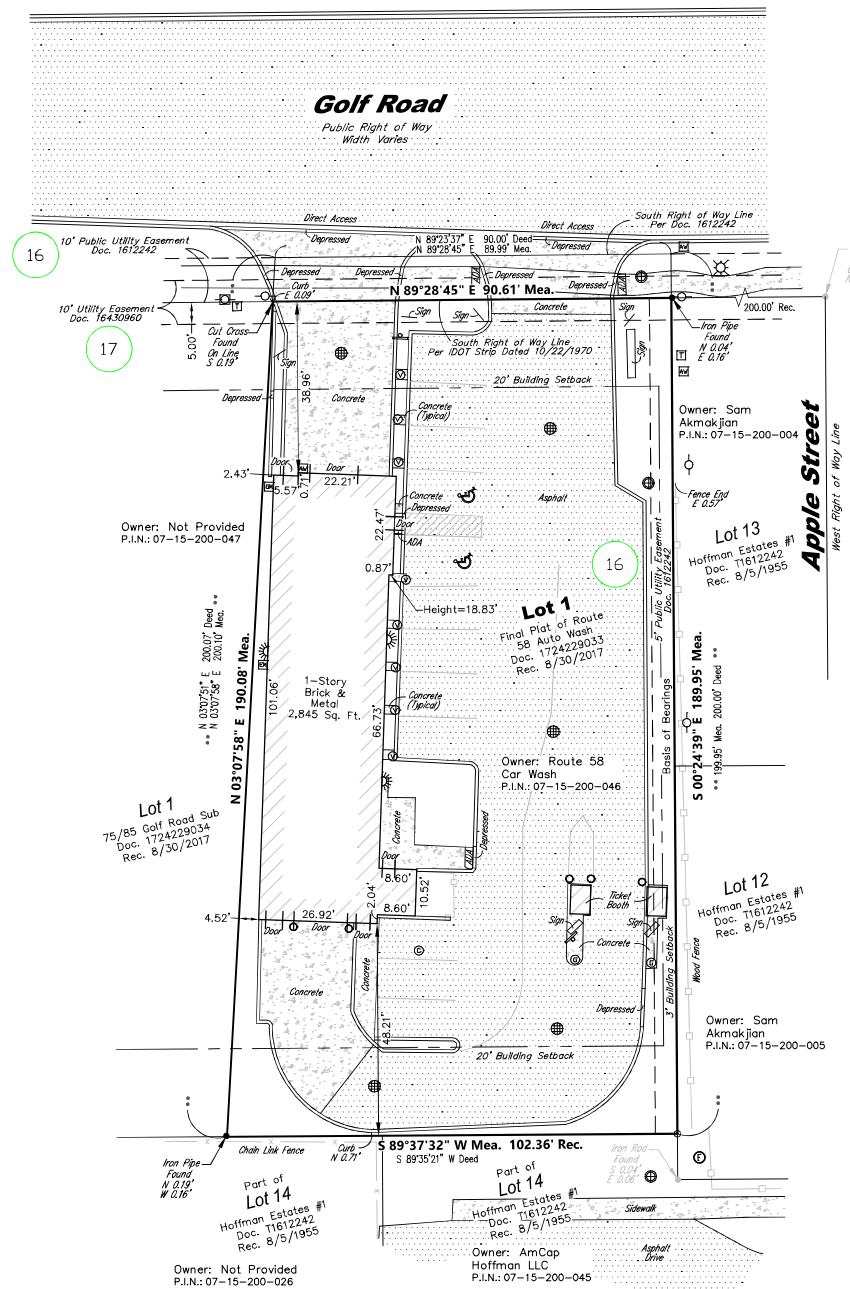 Golf Road
Public Right of Way
Width Varies
Direct Access
Direct Access
South Right of Way Line
Per Doc. 1612242
16
10' Public Utility Easement
Doc. 1612242
Depressed
N 89°23'37" E 90.00' Deed
N 89°28'45" E 89.99' Mea.
Depressed
Depressed
Depressed
ADA
Depressed
ADA
Curb
E 0.09'
N 89°28'45" E 90.61' Mea.
200.00' Rec.
10' Utility Easement
Doc. 16430960
17
5.00'
Cut Cross
Found
On Line
S 0.19'
Sign
Sign
Sign
Concrete
Sign
Sign
South Right of Way Line
Per IDOT Strip Dated 10/22/1970
Iron Pipe
Found
N 0.04'
E 0.16'
T
T
38.96'
Depressed
Concrete
20' Building Setback
Concrete
(Typical)
Owner: Sam
Akmakjian
P.I.N.: 07-15-200-004
Apple Street
West Right of Way Line
2.43'
Door
Door
5.57'
0.71'
22.21'
Concrete
Depressed
Asphalt
Fence End
E 0.57'
Owner: Not Provided
P.I.N.: 07-15-200-047
22.47'
Door
ADA
Lot 13
Hoffman Estates #1
Doc. T1612242
Rec. 8/5/1955
16
5' Public Utility Easement
Doc. 1612242
0.87'
Height=18.83'
Lot 1
Final Plat of Route
58 Auto Wash
Doc. 1724229033
Rec. 8/30/2017
** N 03°07'51" E 200.07' Deed **
** N 03°07'58" E 200.10' Mea. **
N 03°07'58" E 190.08' Mea.
101.06'
1-Story
Brick &
Metal
2,845 Sq. Ft.
Concrete
(Typical)
66.73'
Basis of Bearings
S 00°24'39" E 189.95' Mea.
** 199.95' Mea. 200.00' Deed **
Owner: Route 58
Car Wash
P.I.N.: 07-15-200-046
Lot 1
75/85 Golf Road Sub
Doc. 1724229034
Rec. 8/30/2017
Concrete
Depressed
Door
ADA
8.60'
10.52'
2.04'
8.60'
Ticket
Booth
Lot 12
Hoffman Estates #1
Doc. T1612242
Rec. 8/5/1955
4.52'
26.92'
Door
Door
Door
Sign
Sign
Concrete
Concrete
Concrete
Wood Fence
3' Building Setback
Depressed
48.21'
20' Building Setback
Owner: Sam
Akmakjian
P.I.N.: 07-15-200-005
Iron Pipe
Found
N 0.19'
W 0.16'
Chain Link Fence
Curb
N 0.71'
S 89°37'32" W Mea. 102.36' Rec.
S 89°35'21" W Deed
Iron Rod
Found
S 0.04'
E 0.06'
Part of
Lot 14
Hoffman Estates #1
Doc. T1612242
Rec. 8/5/1955
Part of
Lot 14
Hoffman Estates #1
Doc. T1612242
Rec. 8/5/1955
Sidewalk
Asphalt
Drive
Owner: Not Provided
P.I.N.: 07-15-200-026
Owner: AmCap
Hoffman LLC
P.I.N.: 07-15-200-045